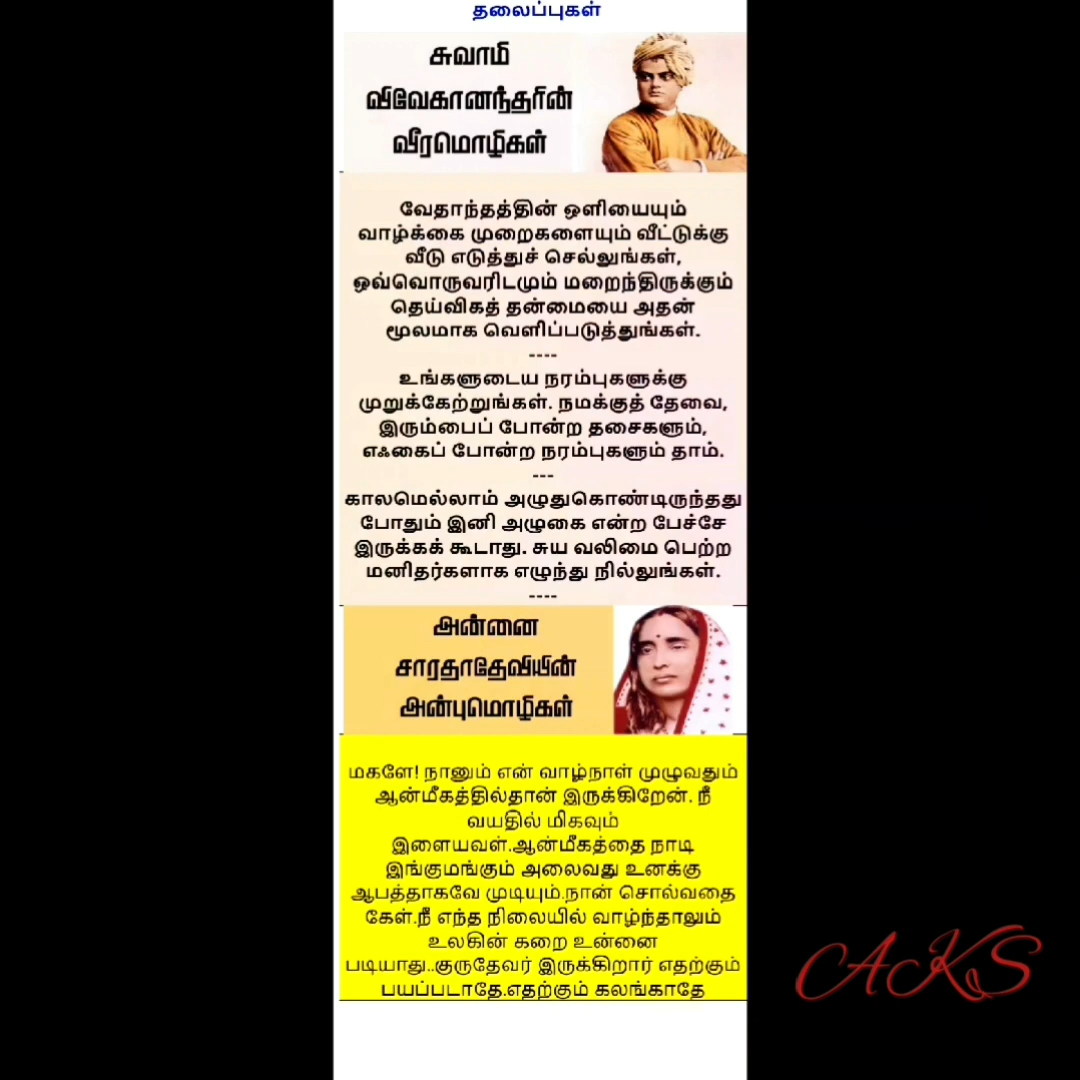 தலைப்புகள்
சுவாமி
விவேகானந்தரின்
வீரமொழிகள்
வேதாந்தத்தின் ஒளியையும்
வாழ்க்கை முறைகளையும் வீட்டுக்கு
வீடு எடுத்துச் செல்லுங்கள்,
ஒவ்வொருவரிடமும் மறைந்திருக்கும்
தெய்விகத் தன்மையை அதன்
மூலமாக வெளிப்படுத்துங்கள்.
----
உங்களுடைய நரம்புகளுக்கு
முறுக்கேற்றுங்கள். நமக்குத் தேவை,
இரும்பைப் போன்ற தசைகளும்,
எஃகைப் போன்ற நரம்புகளும் தாம்.
---
காலமெல்லாம் அழுதுகொண்டிருந்தது
போதும் இனி அழுகை என்ற பேச்சே
இருக்கக் கூடாது. சுய வலிமை பெற்ற
மனிதர்களாக எழுந்து நில்லுங்கள்.
----
அன்னை
சாரதாதேவியின்
அன்புமொழிகள்
மகளே! நானும் என் வாழ்நாள் முழுவதும்
ஆன்மீகத்தில்தான் இருக்கிறேன். நீ
வயதில் மிகவும்
இளையவள்.ஆன்மீகத்தை நாடி
இங்குமங்கும் அலைவது உனக்கு
ஆபத்தாகவே முடியும்.நான் சொல்வதை
கேள்.நீ எந்த நிலையில் வாழ்ந்தாலும்
உலகின் கறை உன்னை
படியாது..குருதேவர் இருக்கிறார் எதற்கும்
பயப்படாதே.எதற்கும் கலங்காதே
AKS